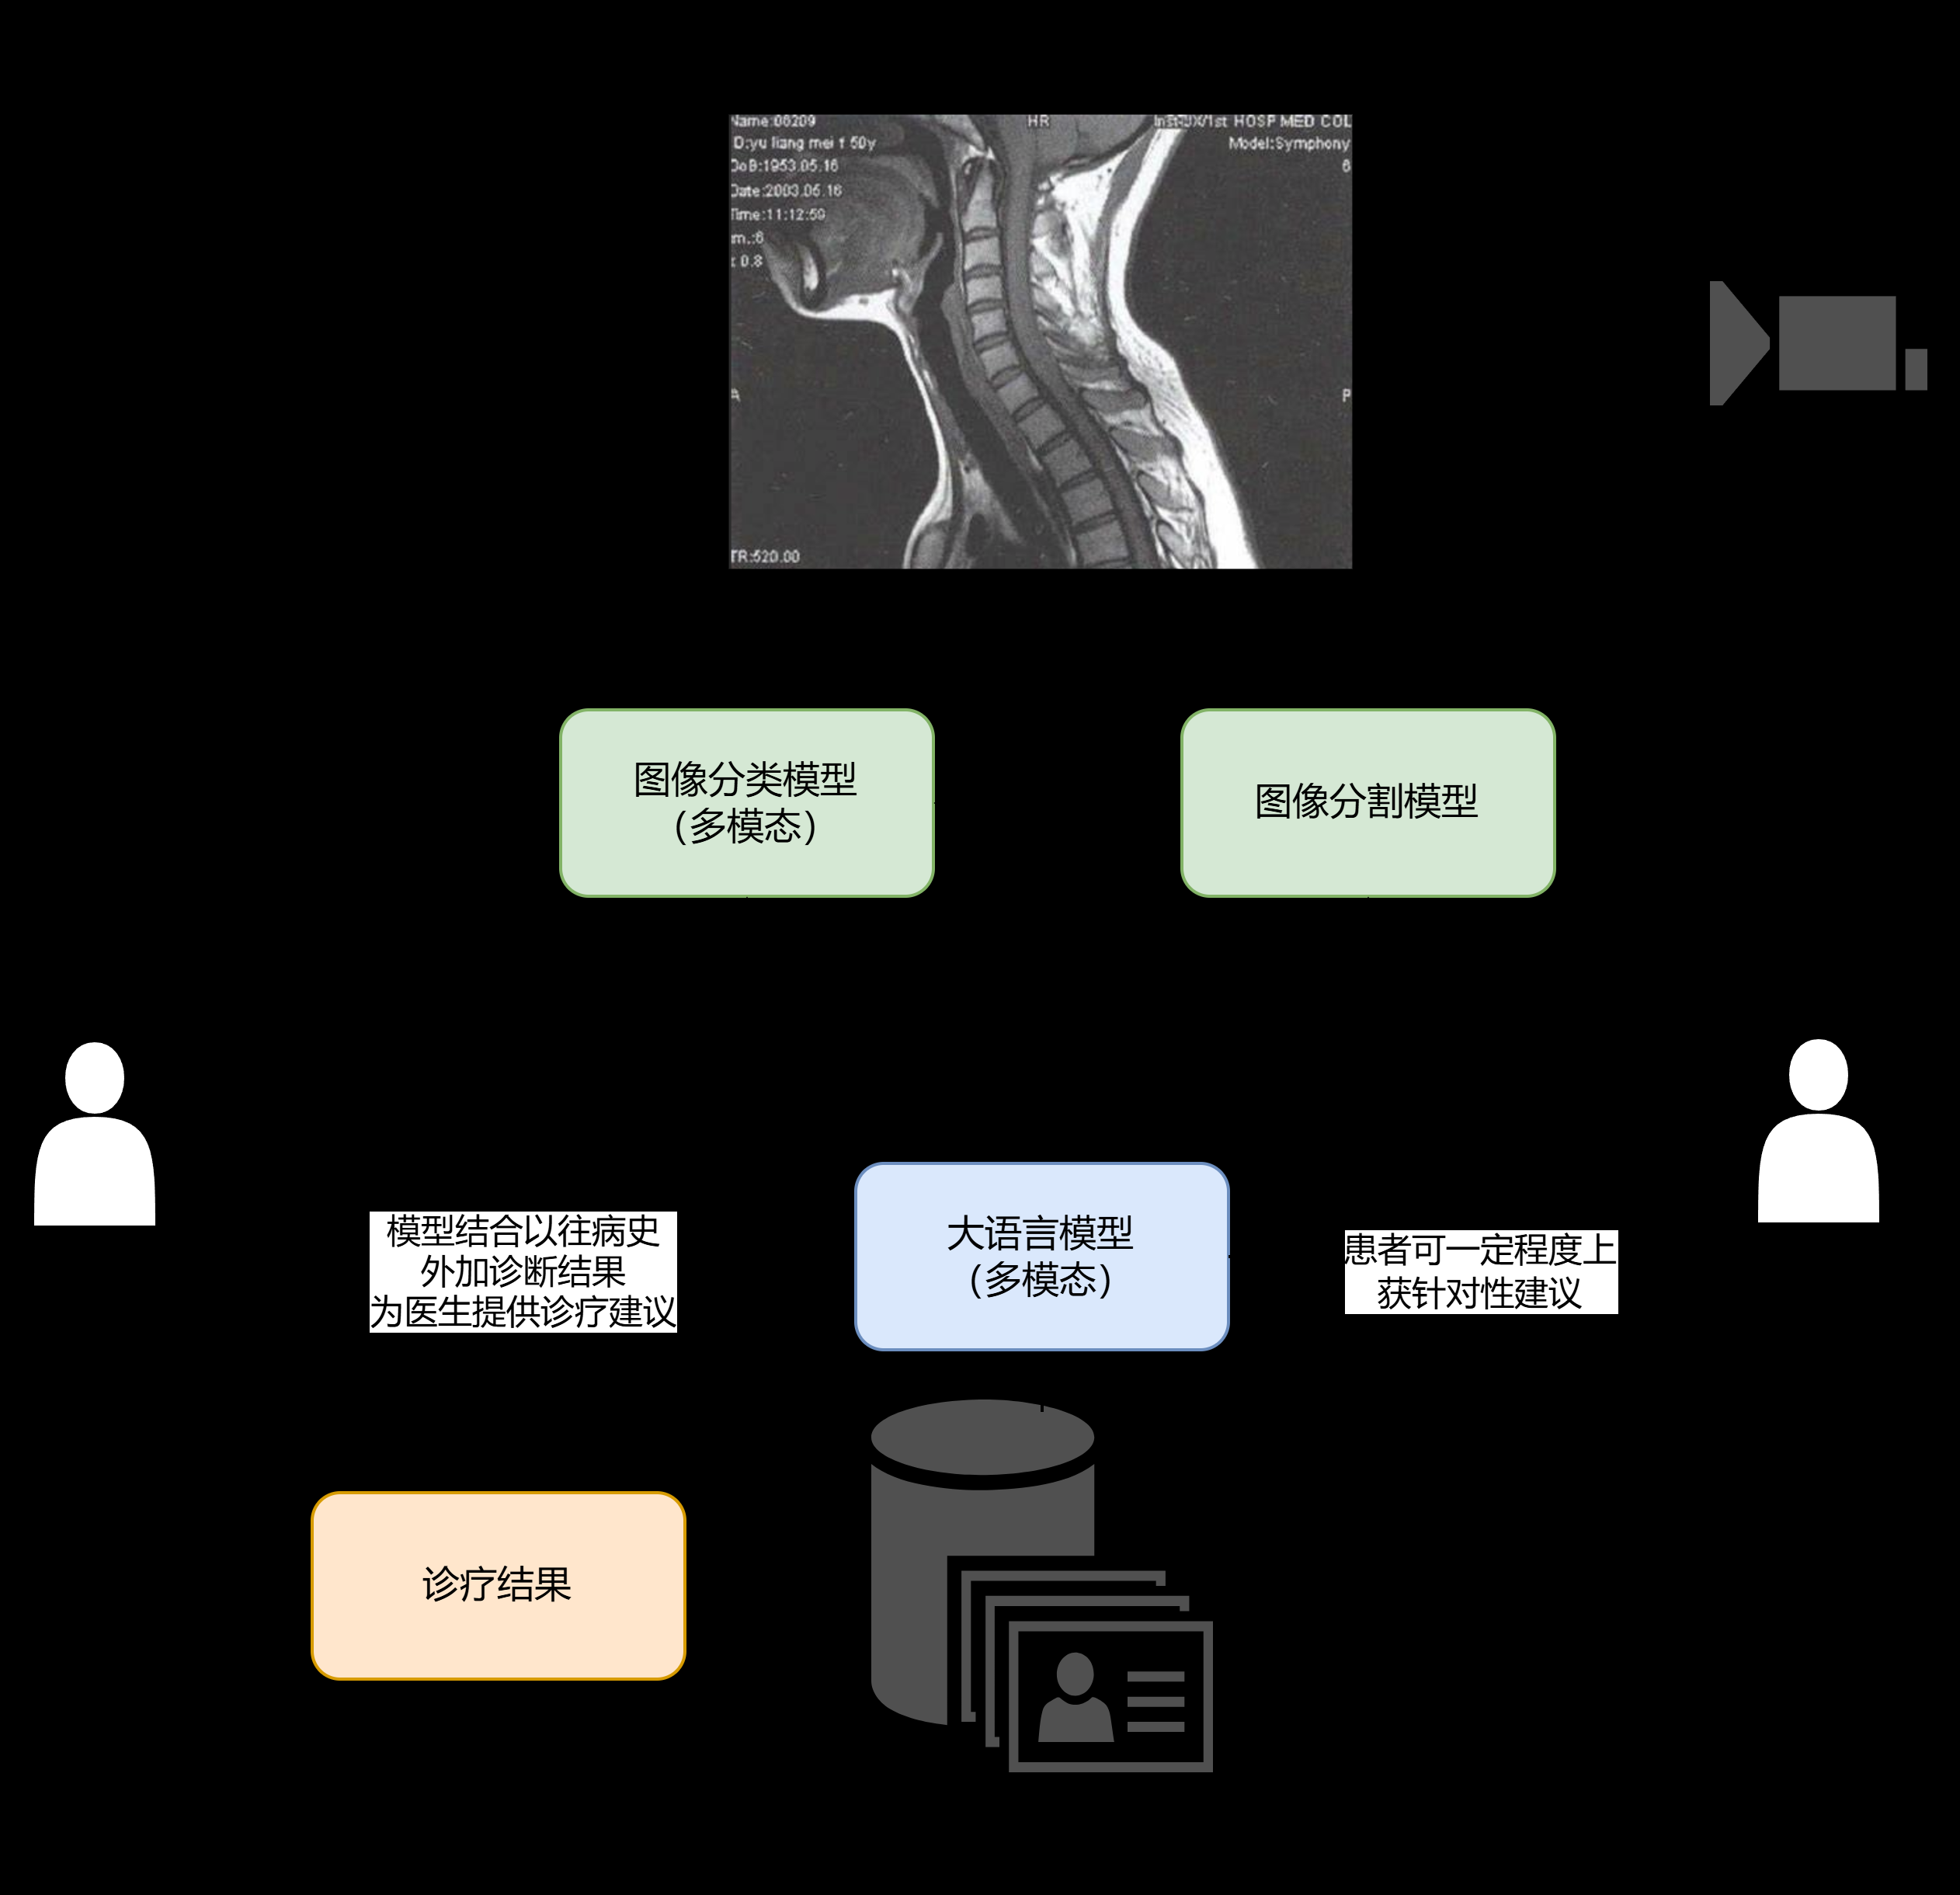 Name:06209
HR
Inst:JX/1st HOSP MED COL
D:yu liang mei f 50y
Model:Symphony
DoB:1953.05.16
6
Date:2003.05.16
Time:11:12:59
m.:6
: 0.8
A
P
TR:520.00
图像分类模型
（多模态）
图像分割模型
模型结合以往病史
外加诊断结果
为医生提供诊疗建议
大语言模型
（多模态）
患者可一定程度上
获针对性建议
诊疗结果